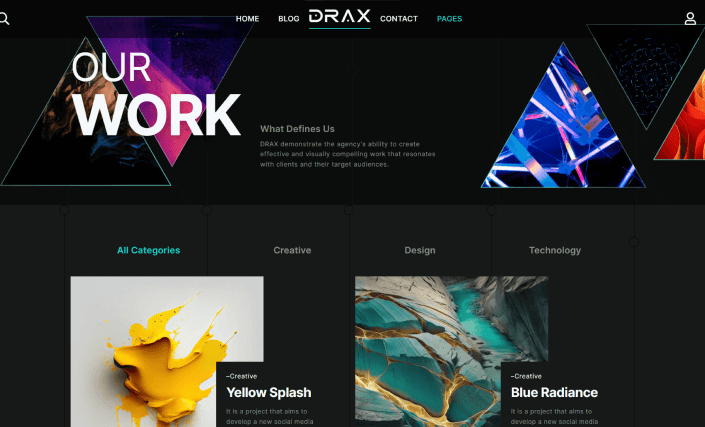 HOME
BLOG
DRAX
CONTACT
PAGES
OUR
WORK
What Defines Us
DRAX demonstrate the agency's ability to create
effective and visually compelling work that resonates
with clients and their target audiences.
All Categories
Creative
Design
Technology
–Creative
Yellow Splash
It is a project that aims to
develop a new social media
–Creative
Blue Radiance
It is a project that aims to
develop a new social media